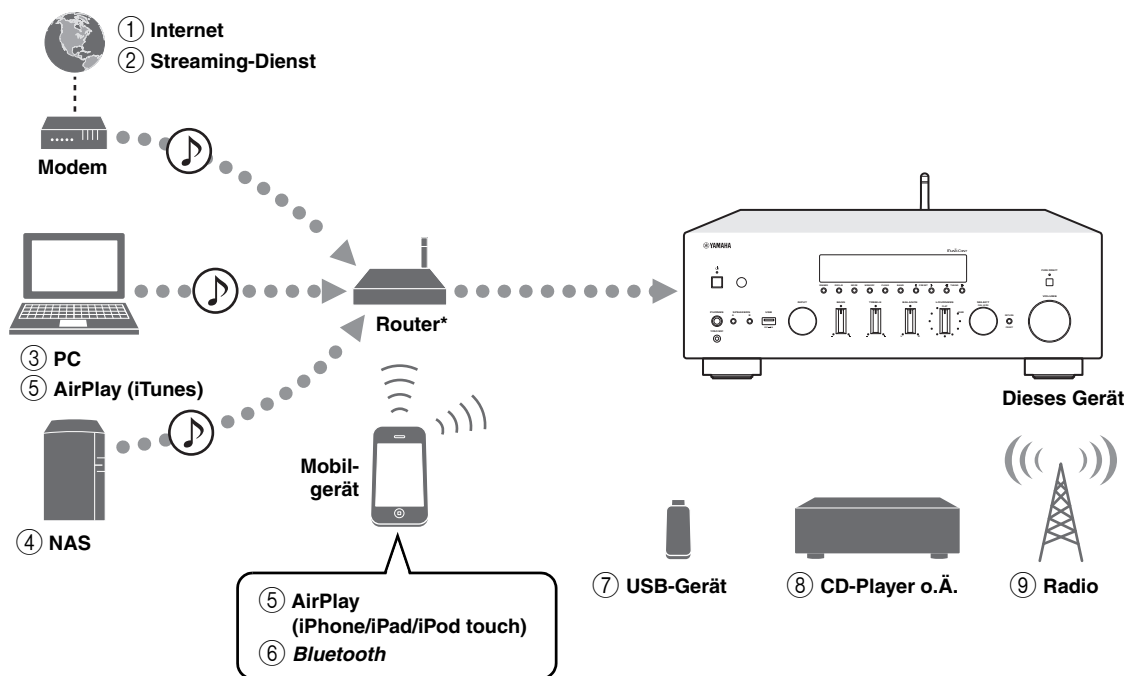 ① Internet
② Streaming-Dienst
Modem
③ PC
⑤ AirPlay (iTunes)
④ NAS
Router*
Mobil-
gerät
⑤ AirPlay
(iPhone/iPad/iPod touch)
⑥ Bluetooth
YAMAHA
Dieses Gerät
⑦ USB-Gerät
⑧ CD-Player o.Ä.
⑨ Radio